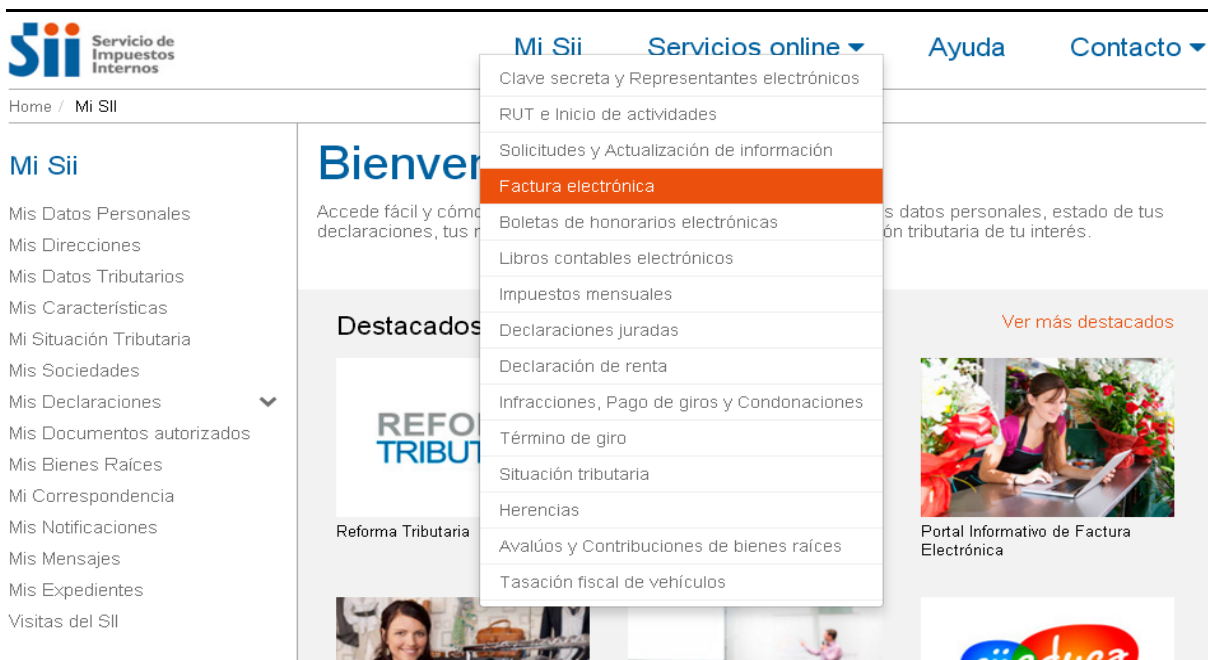 Sii
Servicio de
Impuestos
Internos
Mi Sii
Servicios online
Ayuda
Contacto
Home / Mi SII
Mi Sii
Mis Datos Personales
Mis Direcciones
Mis Datos Tributarios
Mis Características
Mi Situación Tributaria
Mis Sociedades
Mis Declaraciones
Mis Documentos autorizados
Mis Bienes Raíces
Mi Correspondencia
Mis Notificaciones
Mis Mensajes
Mis Expedientes
Visitas del SII
Clave secreta y Representantes electrónicos
RUT e Inicio de actividades
Solicitudes y Actualización de información
Factura electrónica
Boletas de honorarios electrónicas
Libros contables electrónicos
Impuestos mensuales
Declaraciones juradas
Declaración de renta
Infracciones, Pago de giros y Condonaciones
Término de giro
Situación tributaria
Herencias
Avalúos y Contribuciones de bienes raíces
Tasación fiscal de vehículos
Accede fácil y
datos personales, estado de tus
declaraciones, tus
tributaria de tu interés.
Destacados
Ver más destacados
Reforma Tributaria
Portal Informativo de Factura
Electrónica